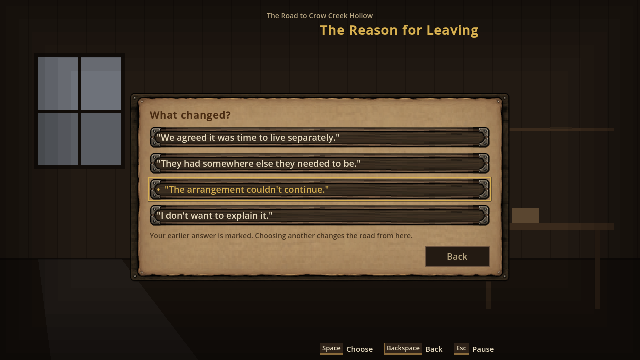 The Road to Crow Creek Hollow
The Reason for Leaving
What changed?
"We agreed it was time to live separately."
"They had somewhere else they needed to be."
"The arrangement couldn't continue."
"I don't want to explain it."
Your earlier answer is marked. Choosing another changes the road from here.
Back
Space Choose Backspace Back Esc Pause